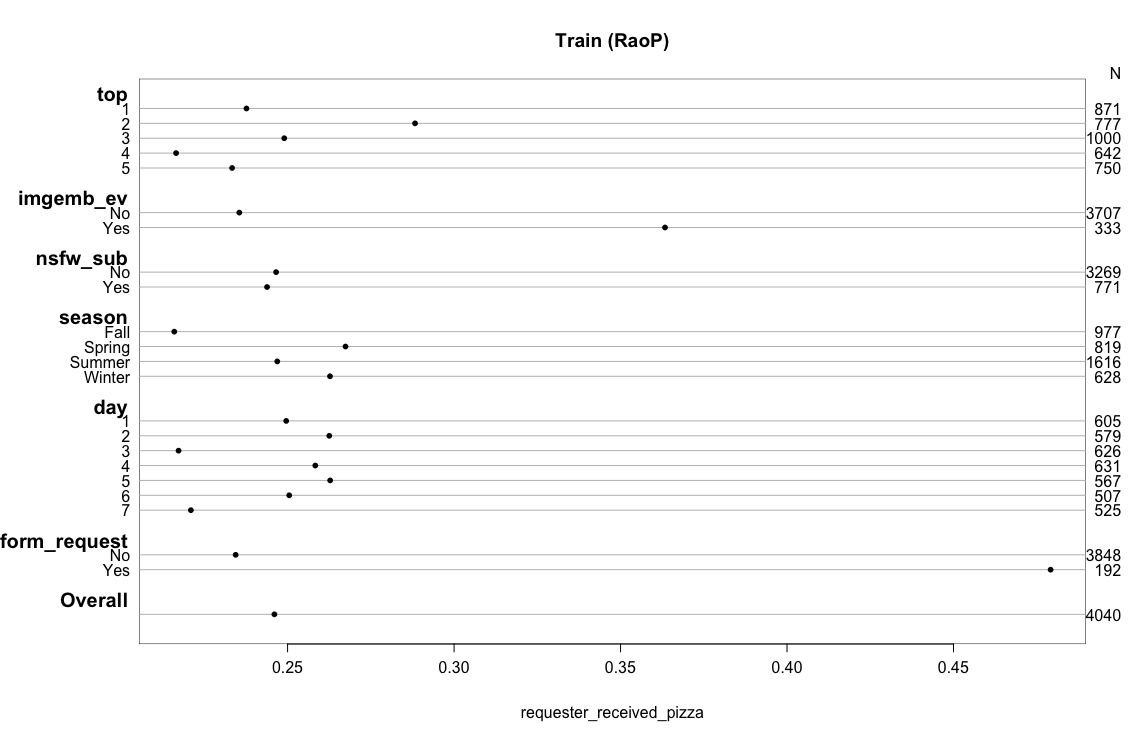 Train (RaoP)
N
top
1 871
2 777
3 1000
4 642
5 750
imgemb_ev
No 3707
Yes 333
nsfw_sub
No 3269
Yes 771
season
Fall 977
Spring 819
Summer 1616
Winter 628
day
1 605
2 579
3 626
4 631
5 567
6 507
7 525
form_request
No 3848
Yes 192
Overall
4040
0.25 0.30 0.35 0.40 0.45
requester_received_pizza